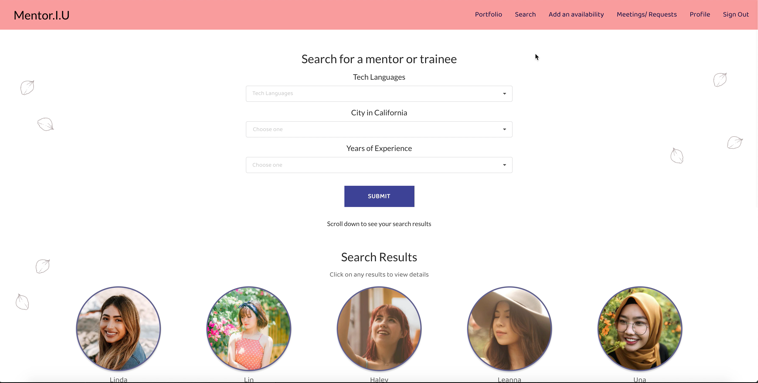 Mentor.I.U
Portfolio Search Add an availability Meetings/ Requests Profile Sign Out
Search for a mentor or trainee
Tech Languages
Tech Languages
City in California
Choose one
Years of Experience
Choose one
SUBMIT
Scroll down to see your search results
Search Results
Click on any results to view details
Linda Lin Haley Leanna Una